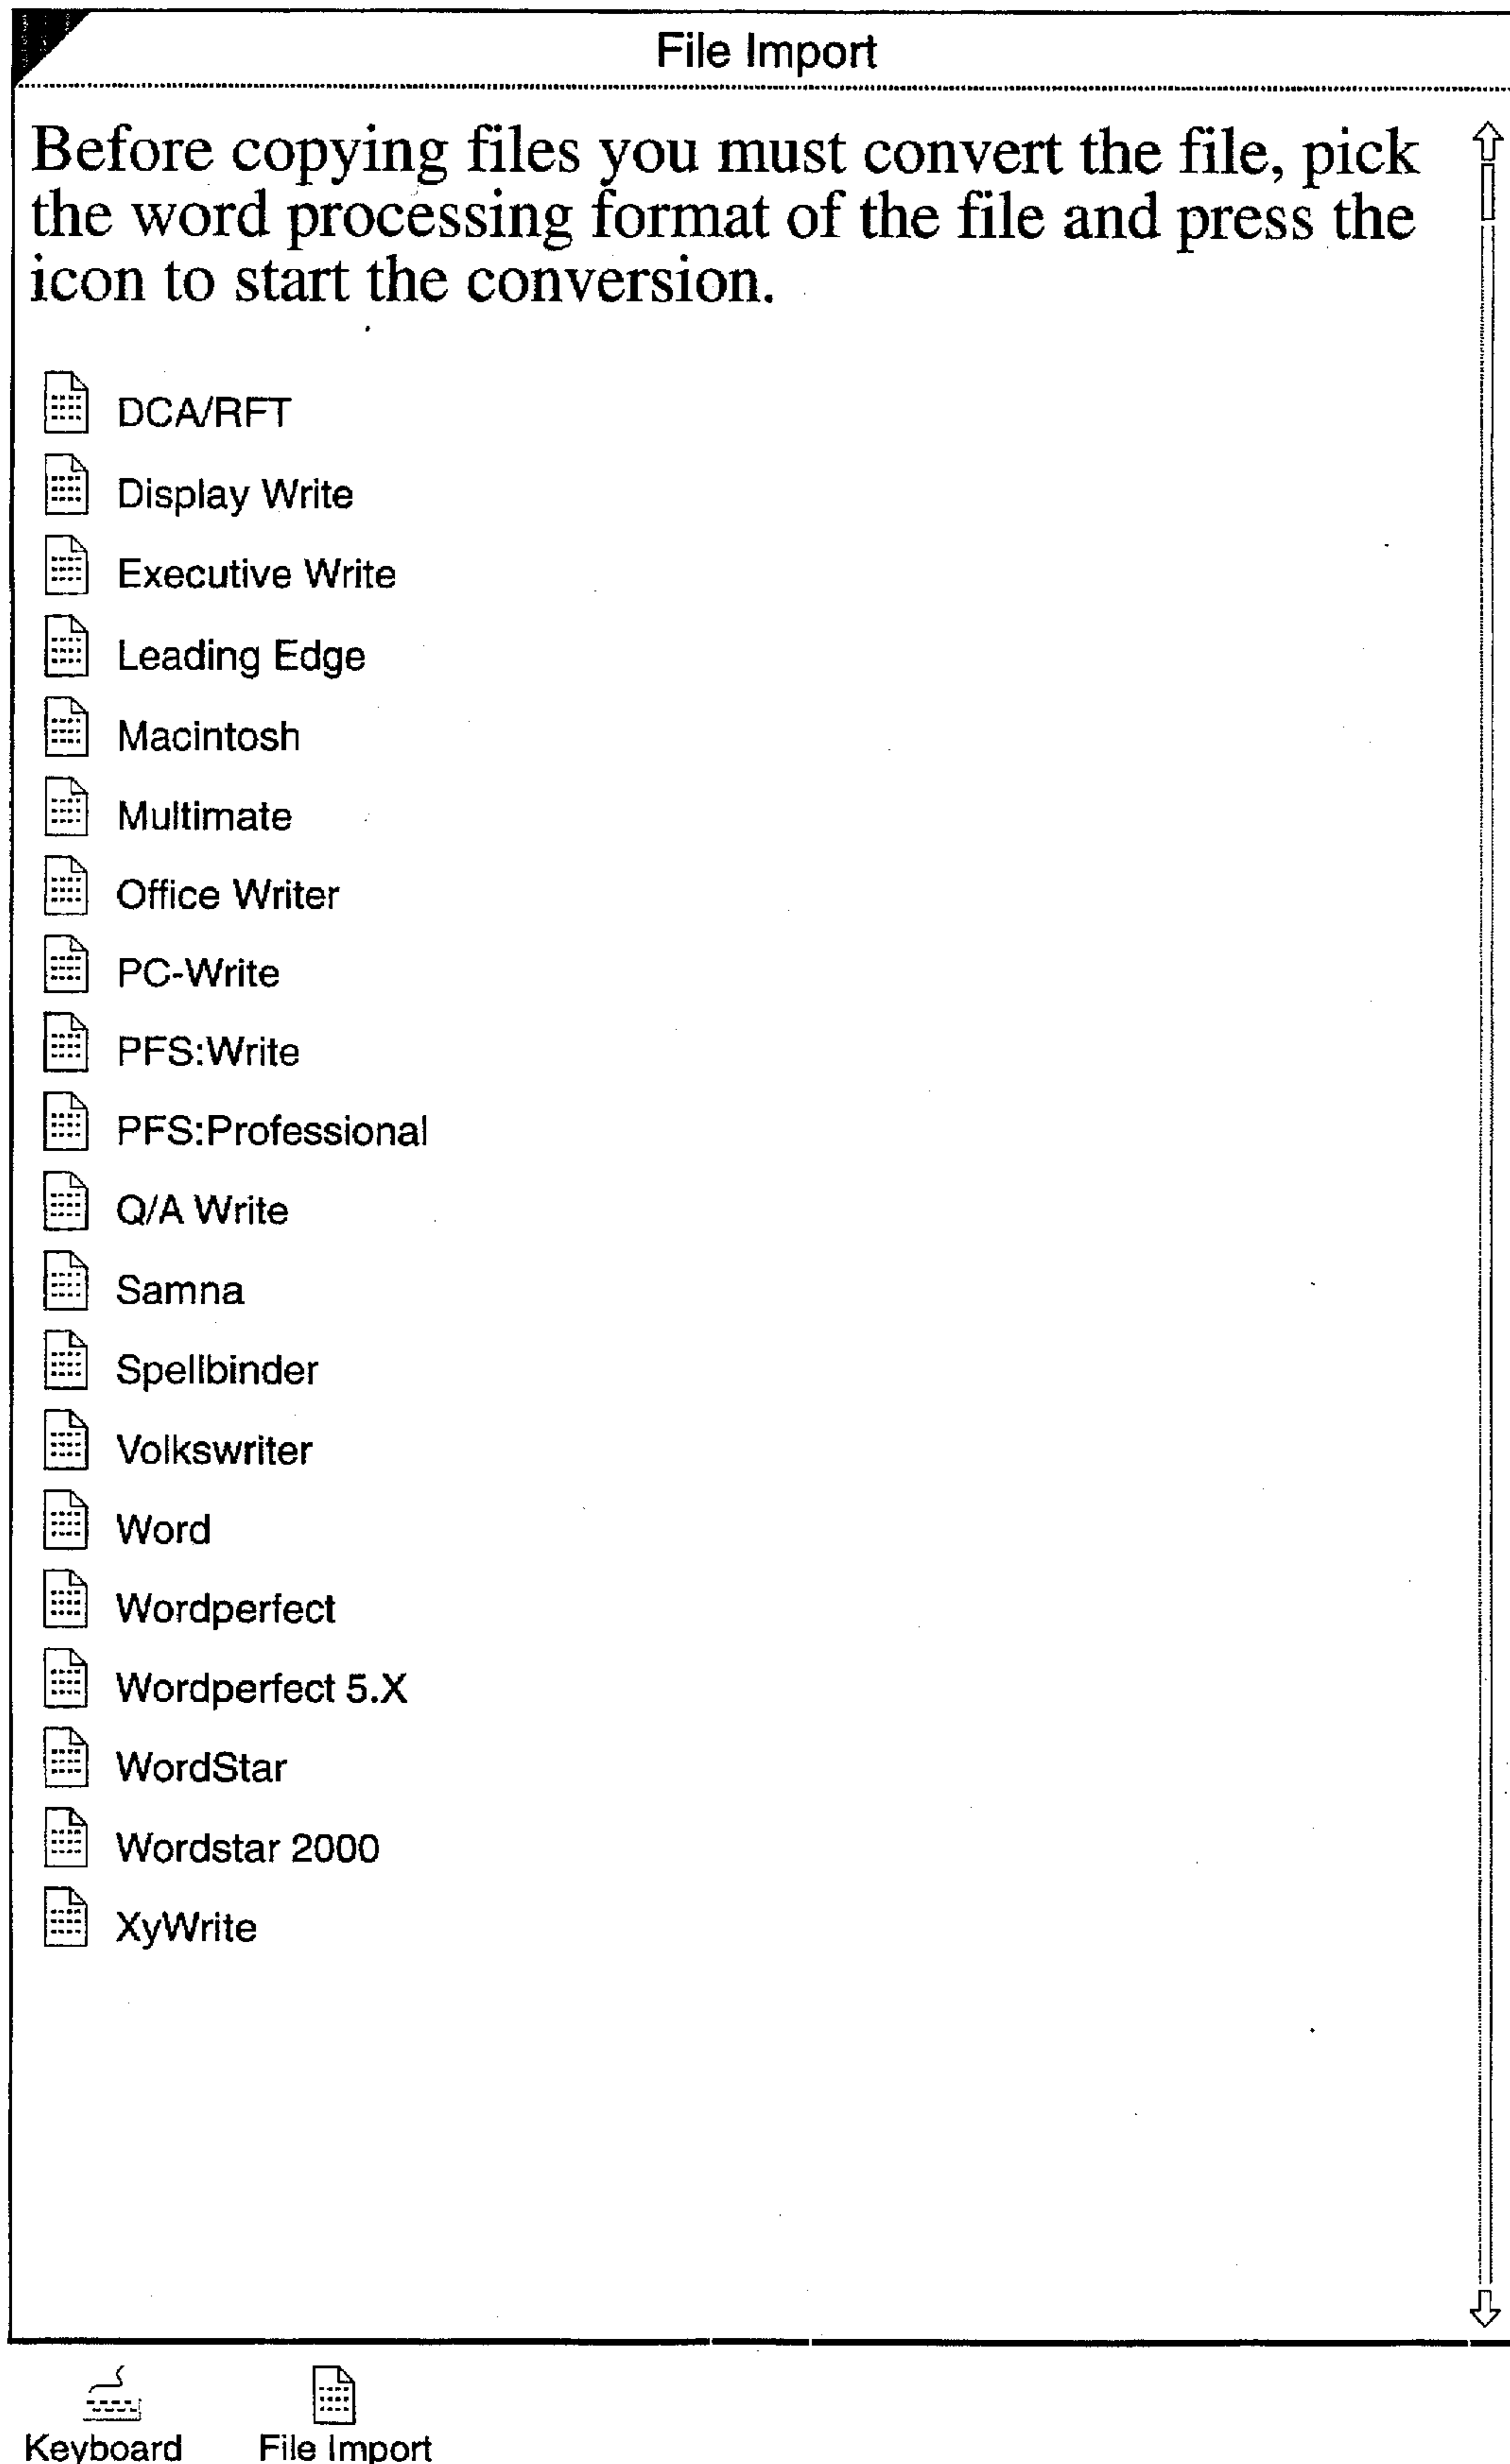 File Import
Before copying files you must convert the file, pick
the word processing format of the file and press the
icon to start the conversion.
DCA/RFT
Display Write
Executive Write
Leading Edge
Macintosh
Multimate
Office Writer
PC-Write
PFS:Write
PFS:Professional
Q/A Write
Samna
Spellbinder
Volkswriter
Word
Wordperfect
Wordperfect 5.X
WordStar
Wordstar 2000
XyWrite
Keyboard File Import